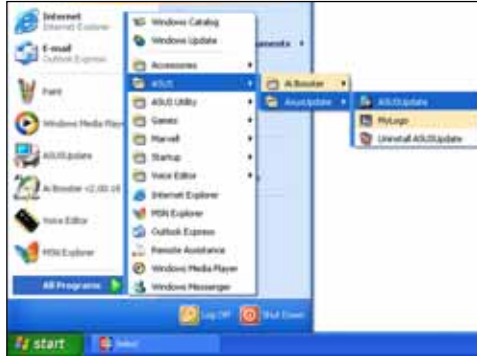 Internet
Internet Explorer
E-mail
Outlook Express
Paint
Windows Media Player
ASUSUpdate
Ai Booster
Voice Editor
MSN Explorer
All Programs
Windows Catalog
Windows Update
Accessories
ASUS
ASUS Utility
Games
Marvell
Startup
Voice Editor
Internet Explorer
MSN Explorer
Outlook Express
Remote Assistance
Windows Media Player
Windows Messenger
Ai Booster
AsusUpdate
ASUSUpdate
MyLogo
Uninstall ASUSUpdate
Log Off
Shut Down
start